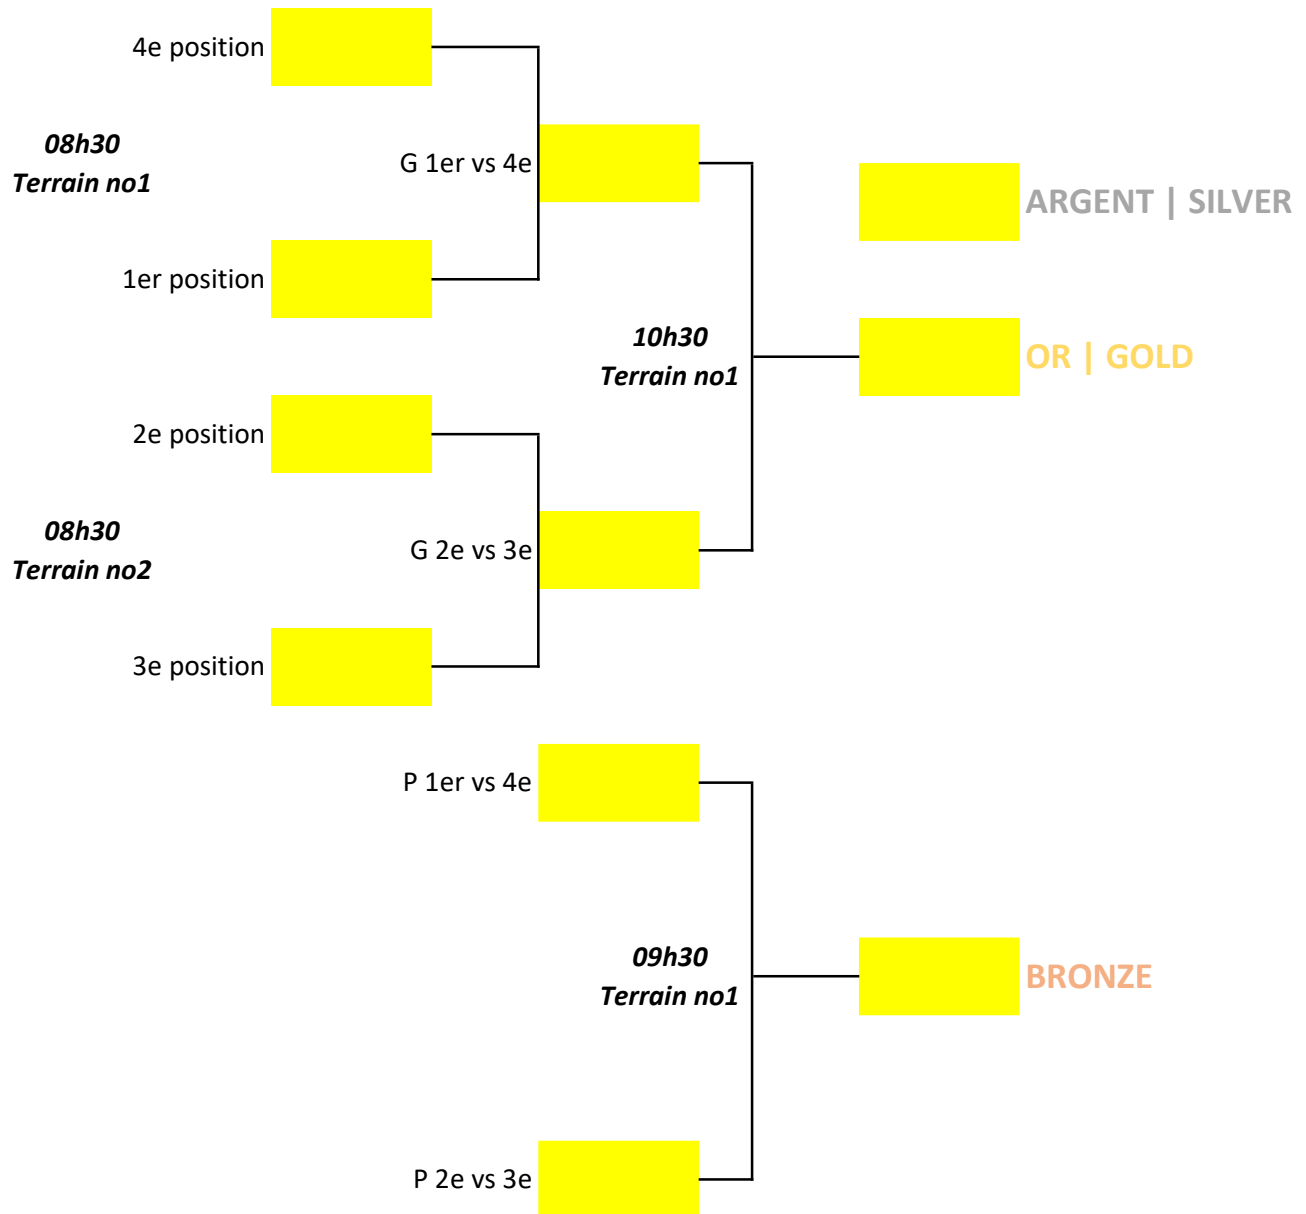 4e position
08h30
Terrain no1
G 1er vs 4e
ARGENT | SILVER
1er position
10h30
Terrain no1
OR | GOLD
2e position
08h30
Terrain no2
G 2e vs 3e
3e position
P 1er vs 4e
09h30
Terrain no1
BRONZE
P 2e vs 3e